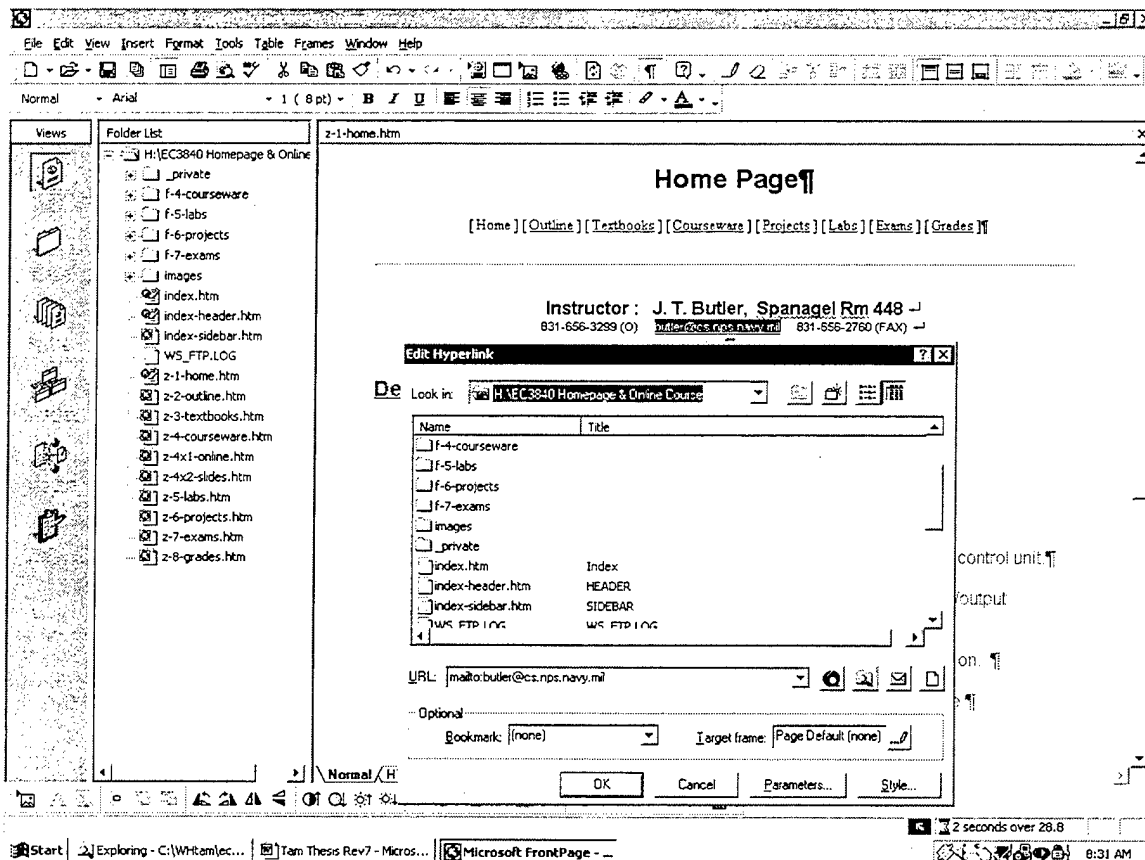 File Edit View Insert Format Tools Table Frames Window Help
Normal Arial 1 ( 8 pt) B I U A
Views
Folder List
z-1-home.htm
H:\EC3840 Homepage & Online
_private
f-4-courseware
f-5-labs
f-6-projects
f-7-exams
images
index.htm
index-header.htm
index-sidebar.htm
WS_FTP.LOG
z-1-home.htm
z-2-outline.htm
z-3-textbooks.htm
z-4-courseware.htm
z-4x1-online.htm
z-4x2-slides.htm
z-5-labs.htm
z-6-projects.htm
z-7-exams.htm
z-8-grades.htm
Home Page¶
[ Home ] [ Outline ] [ Textbooks ] [ Courseware ] [ Projects ] [ Labs ] [ Exams ] [ Grades ]¶
Instructor : J. T. Butler, Spanagel Rm 448
831-656-3299 (O) butler@cs.nps.navy.mil 831-656-2760 (FAX)
De
control unit.¶
/output
on. ¶
¶
Edit Hyperlink
Look in: H:\EC3840 Homepage & Online Course
Name Title
f-4-courseware
f-5-labs
f-6-projects
f-7-exams
images
_private
index.htm Index
index-header.htm HEADER
index-sidebar.htm SIDEBAR
WS_FTP.LOG WS_FTP.LOG
URL: mailto:butler@cs.nps.navy.mil
Optional
Bookmark: (none) Target frame: Page Default (none)
OK Cancel Parameters... Style...
Normal H
2 seconds over 28.8
Start Exploring - C:\WHtam\ec... Tam Thesis Rev7 - Micros... Microsoft FrontPage - ... 8:31 AM